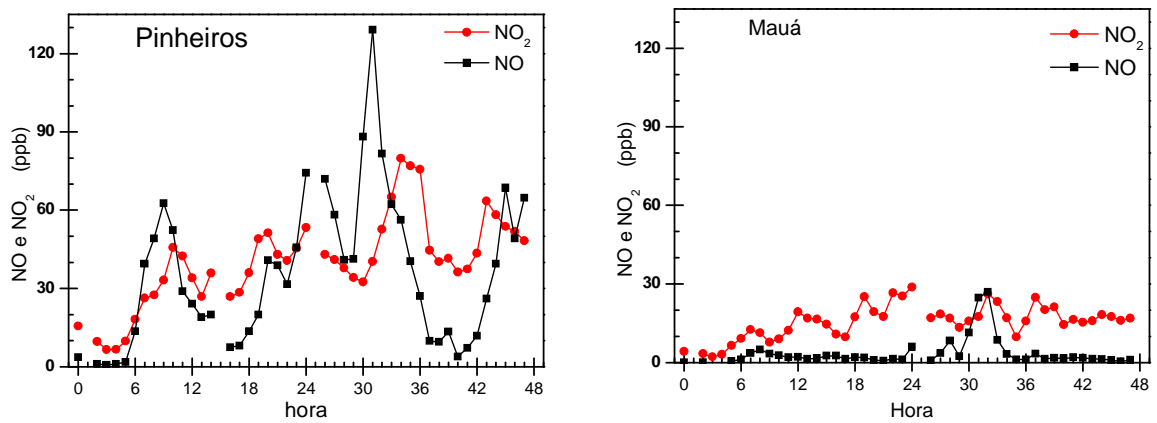 Pinheiros
NO2
NO
NO e NO2 (ppb)
120
90
60
30
0
0 6 12 18 24 30 36 42 48
hora
Mauá
NO2
NO
NO e NO2 (ppb)
120
90
60
30
0
0 6 12 18 24 30 36 42 48
Hora